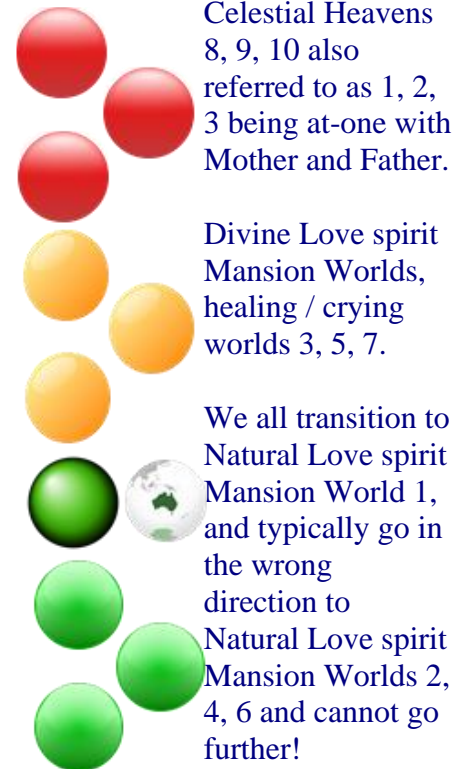 Celestial Heavens
8, 9, 10 also
referred to as 1, 2,
3 being at-one with
Mother and Father.
Divine Love spirit
Mansion Worlds,
healing / crying
worlds 3, 5, 7.
We all transition to
Natural Love spirit
Mansion World 1,
and typically go in
the wrong
direction to
Natural Love spirit
Mansion Worlds 2,
4, 6 and cannot go
further!